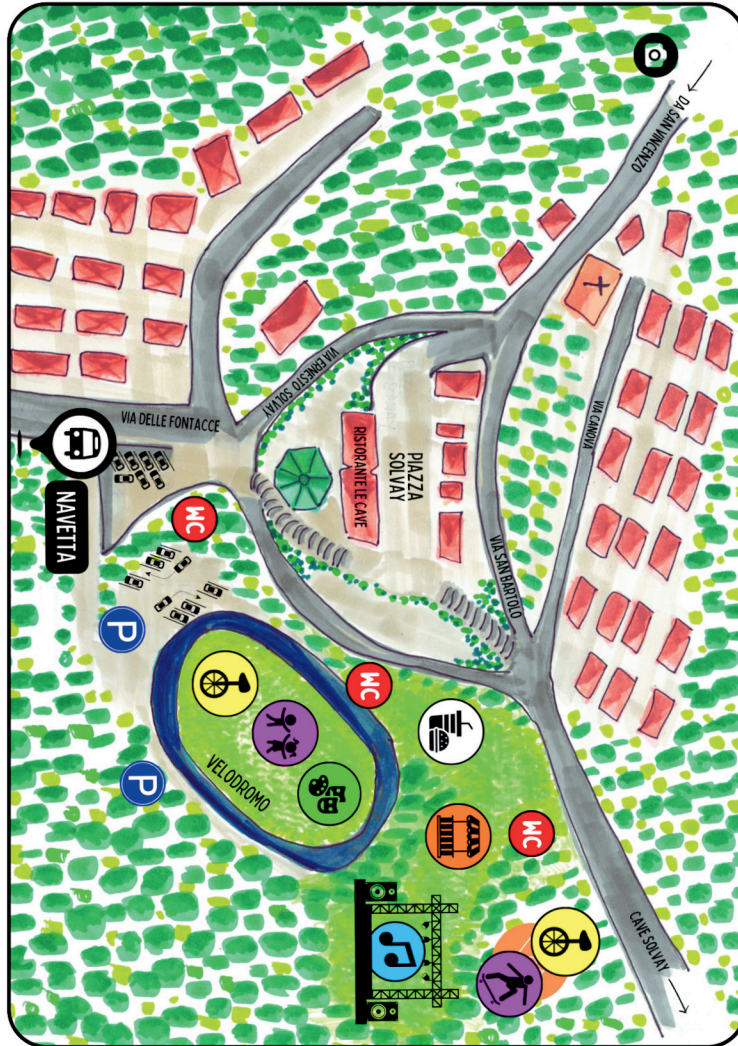 DA SAN VINCENZO
VIA CANOVA
VIA ERNESTO SOLVAY
PIAZZA
SOLVAY
RISTORANTE LE CAVE
VIA SAN BARTOLO
VIA DELLE FONTACCE
NAVETTA
WC
P
WC
VELODROMO
P
WC
CAVE SOLVAY